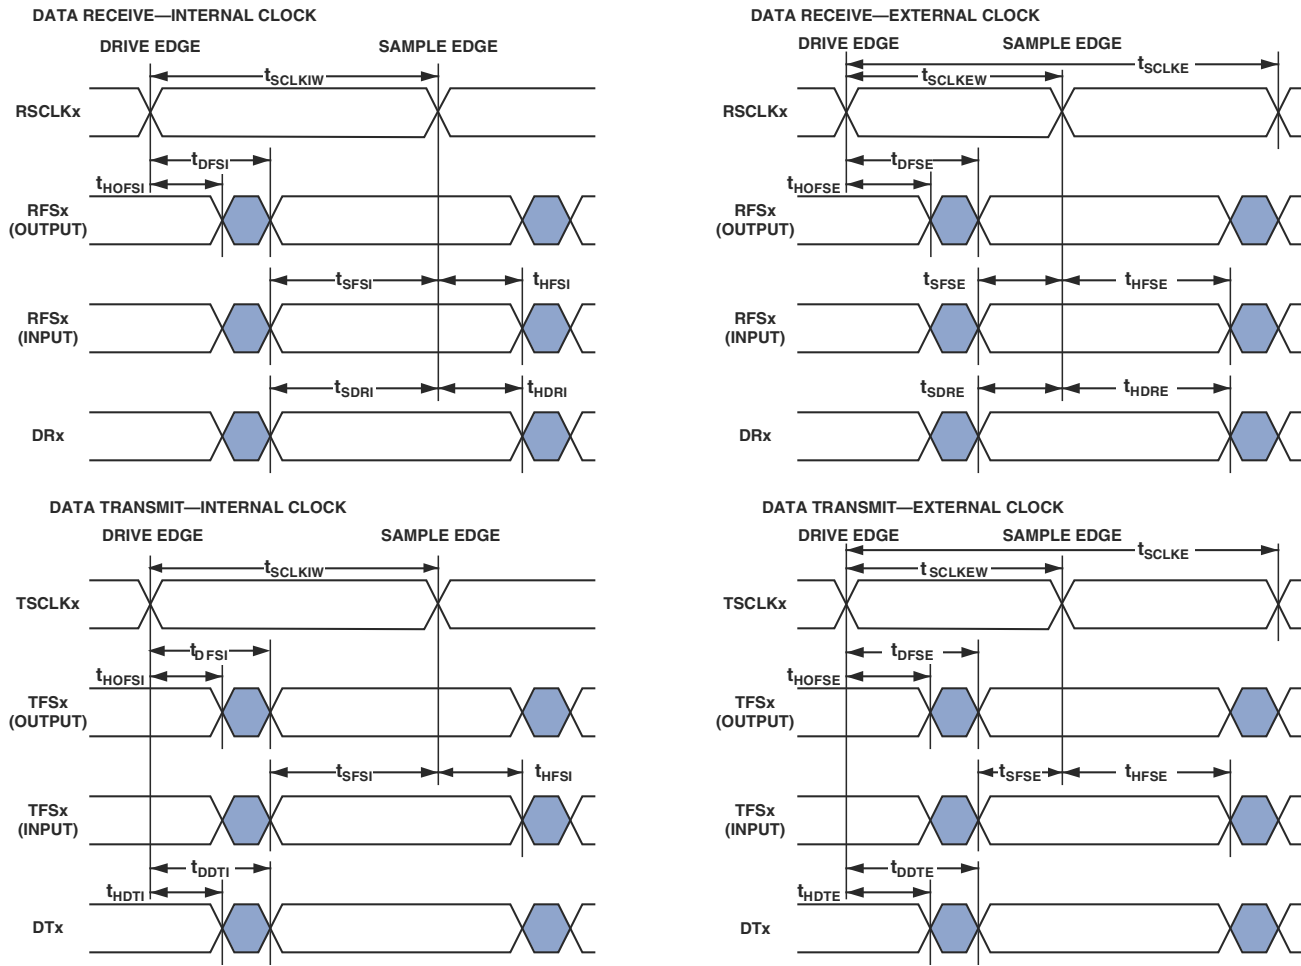 DATA RECEIVE—INTERNAL CLOCK
DRIVE EDGE
SAMPLE EDGE
tSCLKIW
RSCLKx
tDFSI
tHOFSI
RFSx
(OUTPUT)
tSFSI
tHFSI
RFSx
(INPUT)
tSDRI
tHDRI
DRx
DATA RECEIVE—EXTERNAL CLOCK
DRIVE EDGE
SAMPLE EDGE
tSCLKE
tSCLKEW
RSCLKx
tDFSE
tHOFSE
RFSx
(OUTPUT)
tSFSE
tHFSE
RFSx
(INPUT)
tSDRE
tHDRE
DRx
DATA TRANSMIT—INTERNAL CLOCK
DRIVE EDGE
SAMPLE EDGE
tSCLKIW
TSCLKx
tDFSI
tHOFSI
TFSx
(OUTPUT)
tSFSI
tHFSI
TFSx
(INPUT)
tDDTI
tHDTI
DTx
DATA TRANSMIT—EXTERNAL CLOCK
DRIVE EDGE
SAMPLE EDGE
tSCLKE
tSCLKEW
TSCLKx
tDFSE
tHOFSE
TFSx
(OUTPUT)
tSFSE
tHFSE
TFSx
(INPUT)
tDDTE
tHDTE
DTx